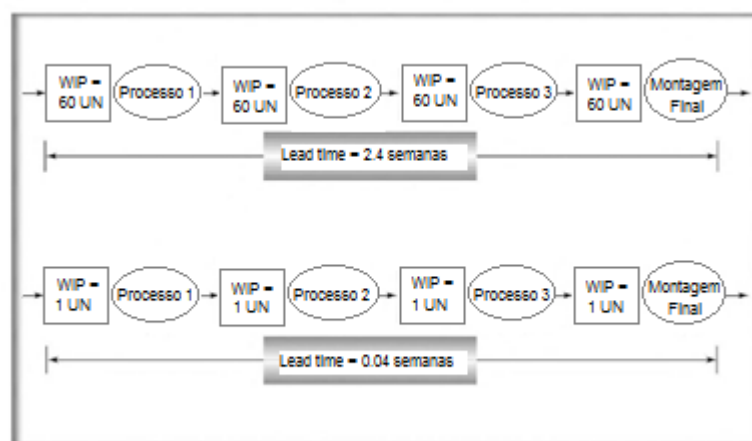 WIP =
60 UN
Processo 1
WIP =
60 UN
Processo 2
WIP =
60 UN
Processo 3
WIP =
60 UN
Montagem
Final
Lead time = 2.4 semanas
WIP =
1 UN
Processo 1
WIP =
1 UN
Processo 2
WIP =
1 UN
Processo 3
WIP =
1 UN
Montagem
Final
Lead time = 0.04 semanas